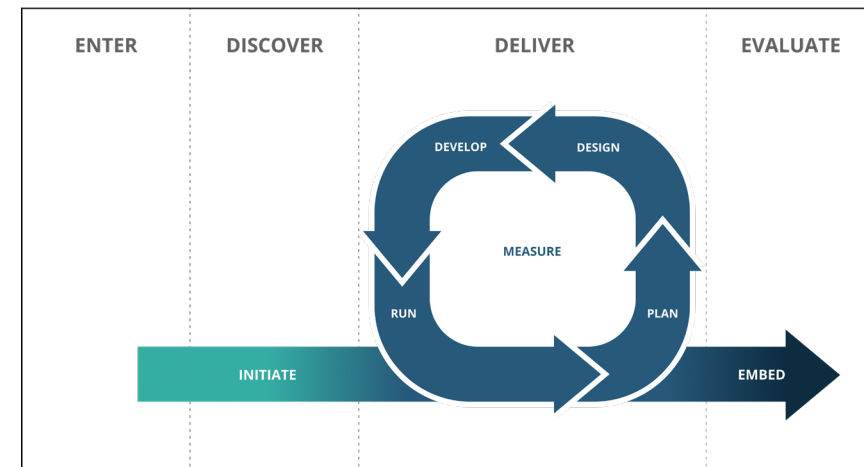 ENTER
DISCOVER
DELIVER
EVALUATE
DEVELOP
DESIGN
MEASURE
RUN
PLAN
INITIATE
EMBED